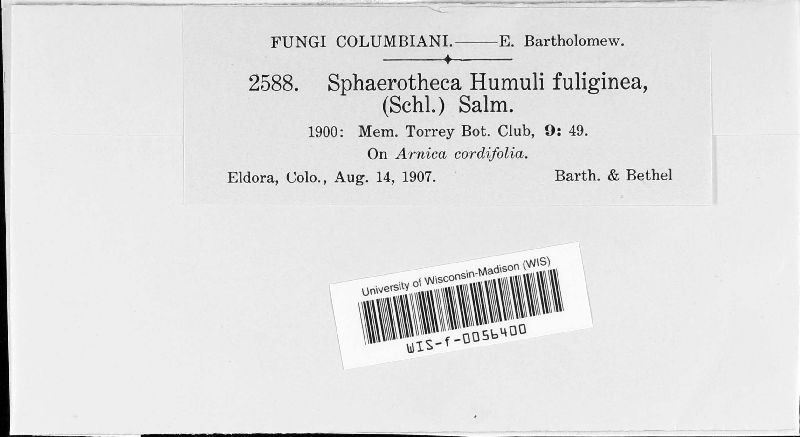 FUNGI COLUMBIANI.——E. Bartholomew.
2588. Sphaerotheca Humuli fuliginea,
(Schl.) Salm.
1900: Mem. Torrey Bot. Club, 9: 49.
On Arnica cordifolia.
Eldora, Colo., Aug. 14, 1907. Barth. & Bethel
University of Wisconsin-Madison (WIS)
WIS-f-0056400